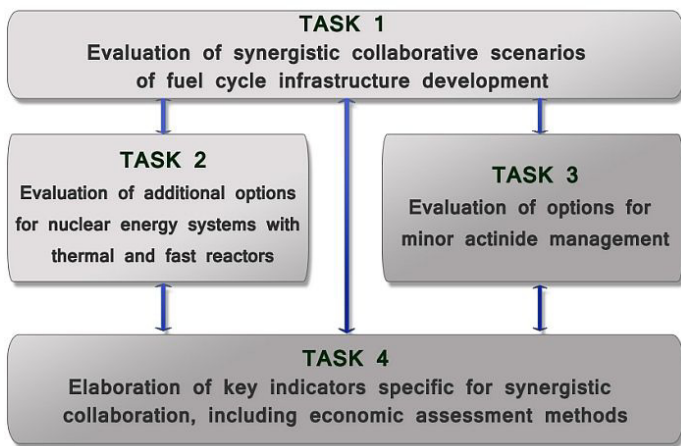 TASK 1
Evaluation of synergistic collaborative scenarios
of fuel cycle infrastructure development
TASK 2
Evaluation of additional options
for nuclear energy systems with
thermal and fast reactors
TASK 3
Evaluation of options for
minor actinide management
TASK 4
Elaboration of key indicators specific for synergistic
collaboration, including economic assessment methods